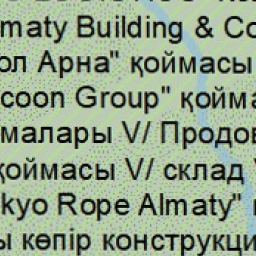 maty Building & Co
ол Арна" қоймасы
coon Group" қойма
малары V/ Продов
қоймасы V/ склад V
kyo Rope Almaty"
ы көпір конструкци